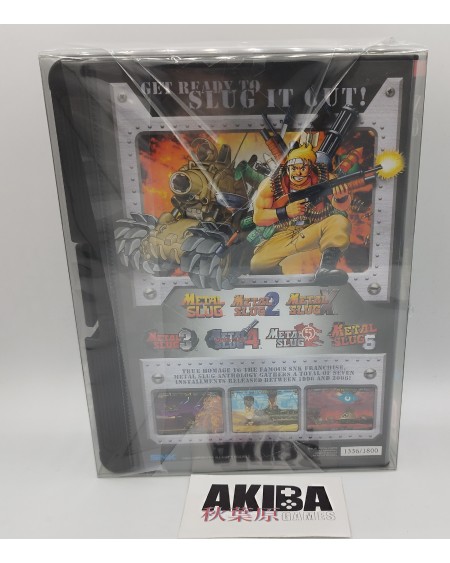 GET READY TO
SLUG IT OUT!
METAL SLUG
METAL SLUG 2
METAL SLUG X
METAL SLUG 3
METAL SLUG 4
METAL SLUG 5
METAL SLUG 6
TRUE HOMAGE TO THE FAMOUS SNK FRANCHISE,
METAL SLUG ANTHOLOGY GATHERS A TOTAL OF SEVEN
INSTALLMENTS RELEASED BETWEEN 1996 AND 2006!
1336/1800
AKIBA
秋葉原 GAMES